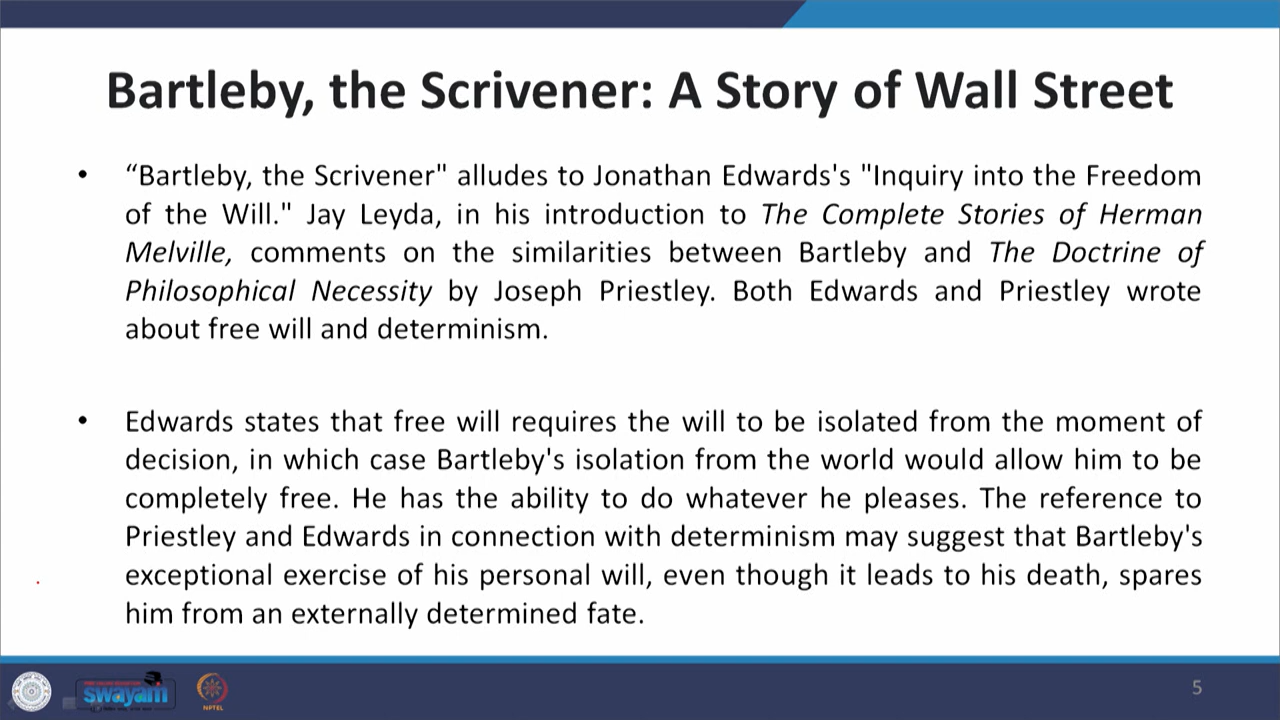 Bartleby, the Scrivener: A Story of Wall Street
• “Bartleby, the Scrivener" alludes to Jonathan Edwards's "Inquiry into the Freedom
of the Will." Jay Leyda, in his introduction to The Complete Stories of Herman
Melville, comments on the similarities between Bartleby and The Doctrine of
Philosophical Necessity by Joseph Priestley. Both Edwards and Priestley wrote
about free will and determinism.
• Edwards states that free will requires the will to be isolated from the moment of
decision, in which case Bartleby's isolation from the world would allow him to be
completely free. He has the ability to do whatever he pleases. The reference to
Priestley and Edwards in connection with determinism may suggest that Bartleby's
exceptional exercise of his personal will, even though it leads to his death, spares
him from an externally determined fate.
swayam
NPTEL
5